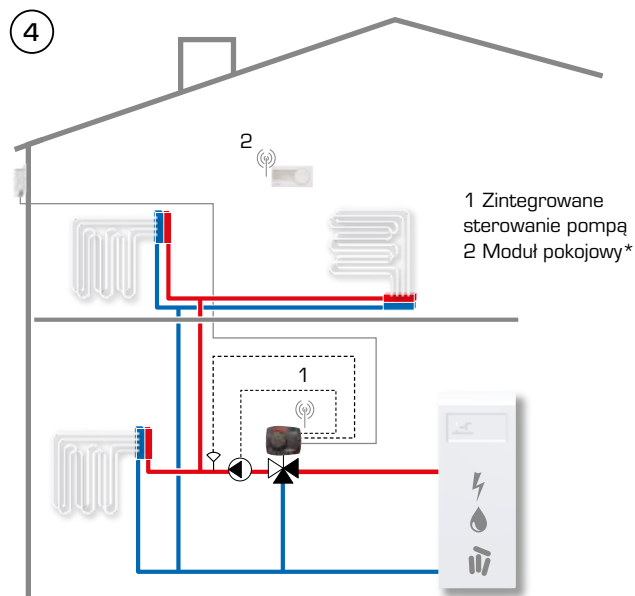 4
2
1 Zintegrowane
sterowanie pompą
2 Moduł pokojowy*
1